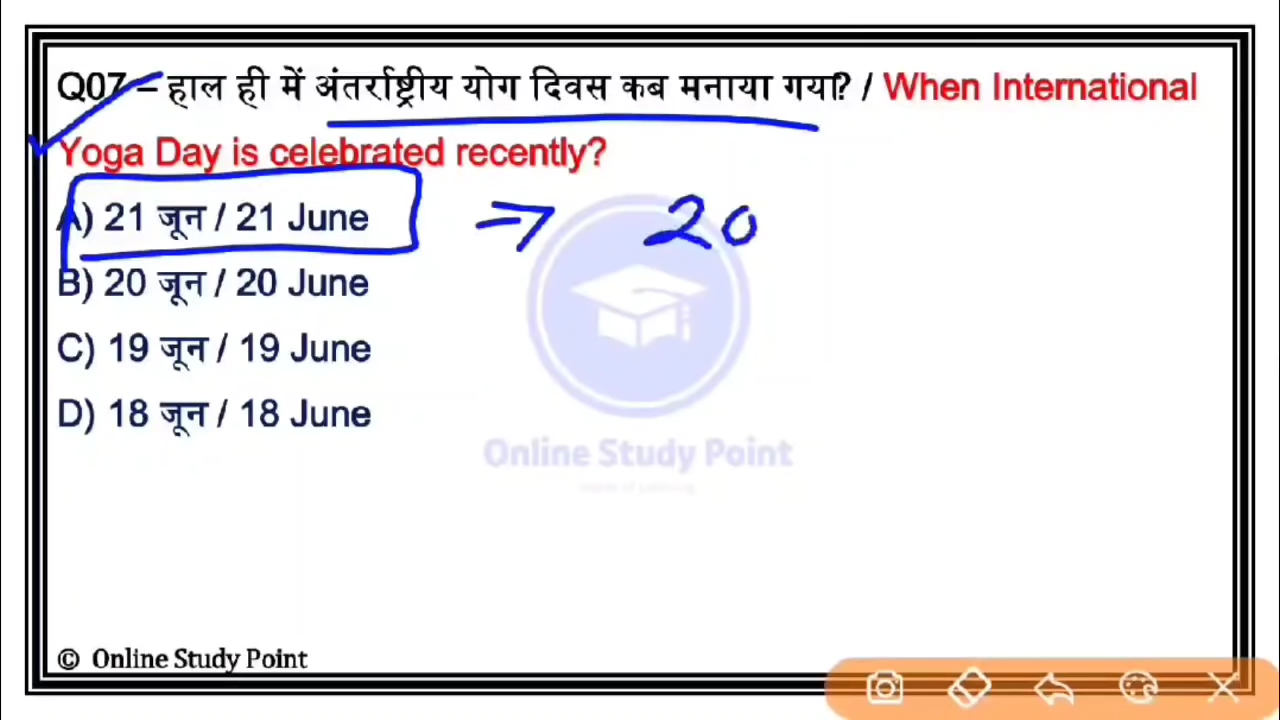 Q07 – हाल ही में अंतर्राष्ट्रीय योग दिवस कब मनाया गया? / When International
Yoga Day is celebrated recently?
A) 21 जून / 21 June
=> 20
B) 20 जून / 20 June
C) 19 जून / 19 June
D) 18 जून / 18 June
Online Study Point
© Online Study Point